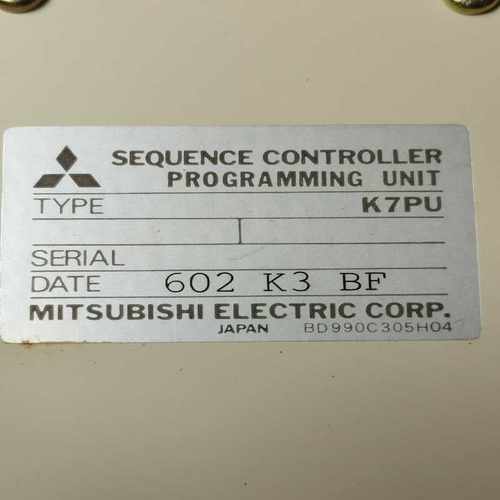 SEQUENCE CONTROLLER
PROGRAMMING UNIT
TYPE K7PU
SERIAL
DATE 602 K3 BF
MITSUBISHI ELECTRIC CORP.
JAPAN BD990C305H04